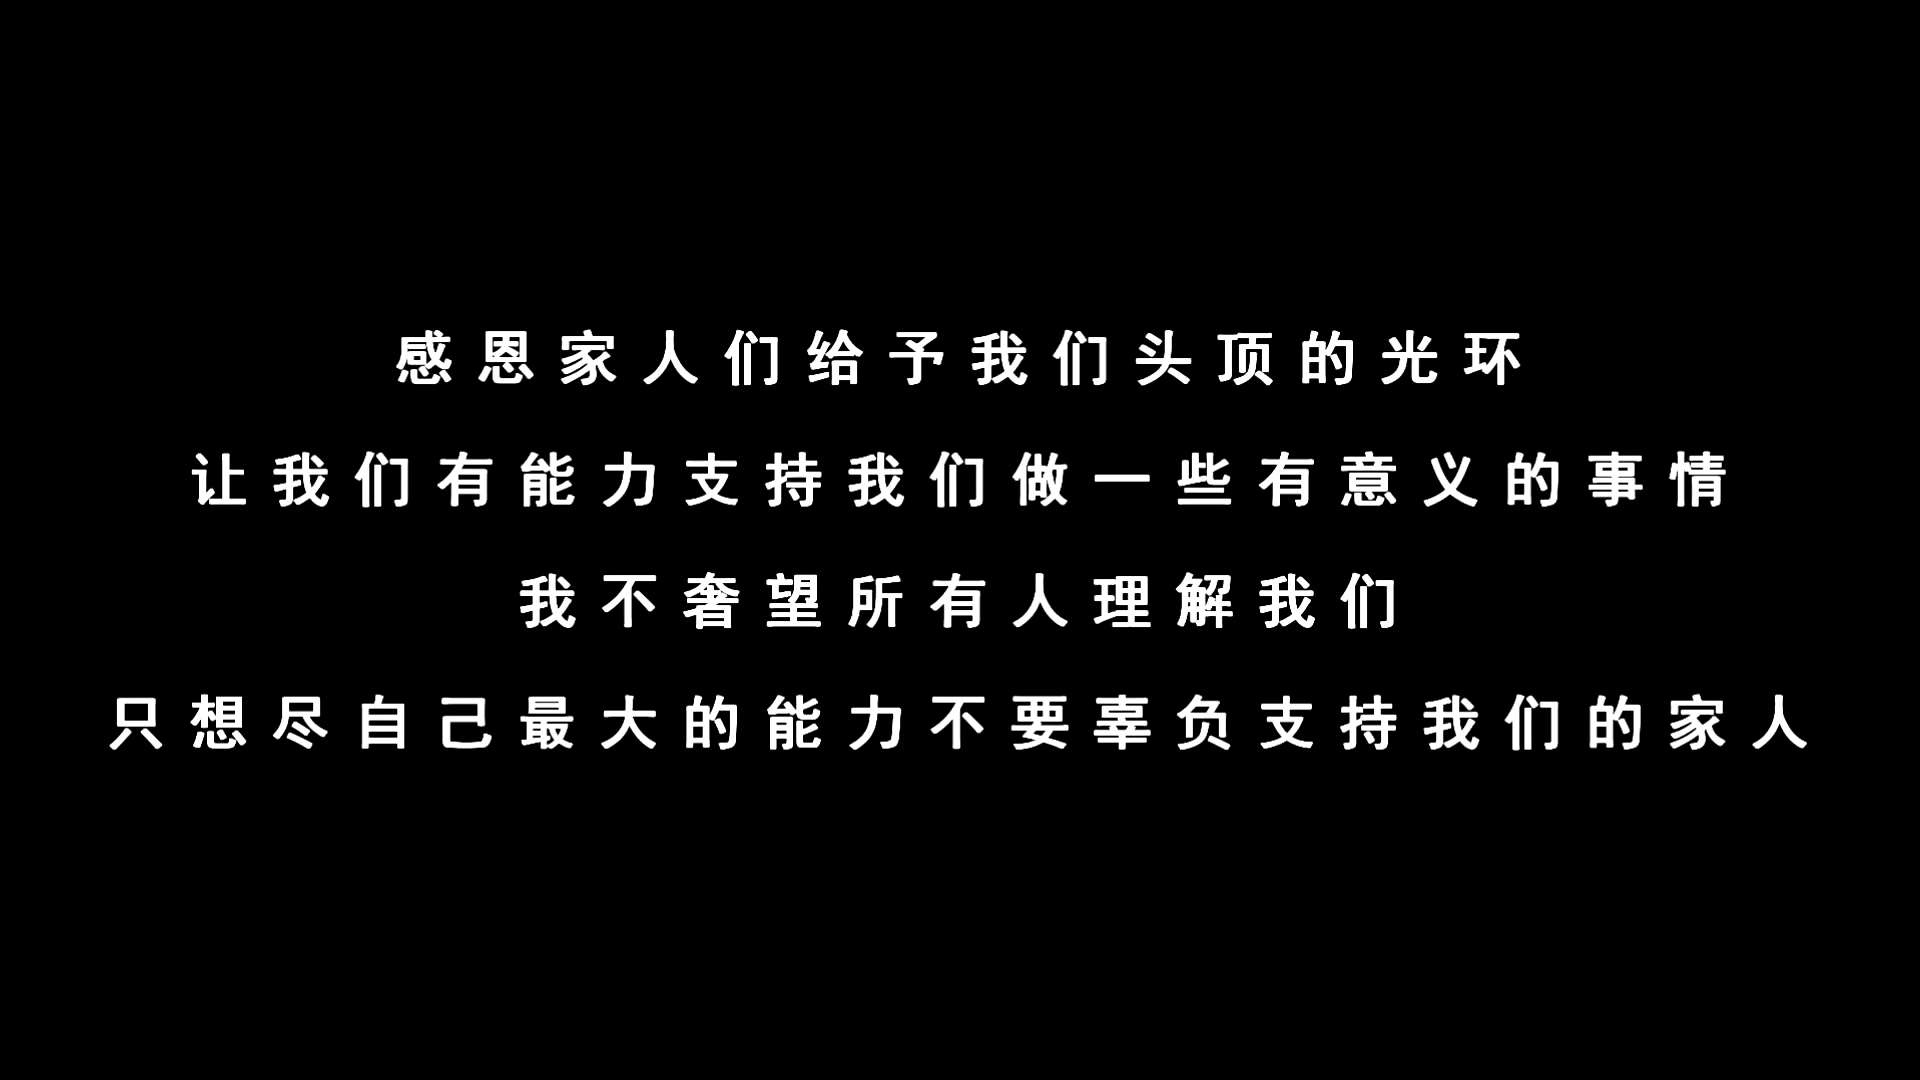 感恩家人们给予我们头顶的光环
让我们有能力支持我们做一些有意义的事情
我不奢望所有人理解我们
只想尽自己最大的能力不要辜负支持我们的家人